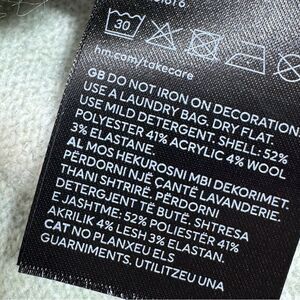 30
hm.com/takecare
GB DO NOT IRON ON DECORATION
USE A LAUNDRY BAG. DRY FLAT.
USE MILD DETERGENT. SHELL: 52%
POLYESTER 41% ACRYLIC 4% WOOL
3% ELASTANE.
AL MOS HEKUROSNI MBI DEKORIMET.
PËRDORNI NJË ÇANTË LAVANDERIE.
THANI SHTRIRË. PËRDORNI
DETERGJENT TË BUTË. SHTRESA
E JASHTME: 52% POLIESTËR 41%
AKRILIK 4% LESH 3% ELASTAN.
CAT NO PLANXEU ELS
GUARNIMENTS. UTILITZEU UNA